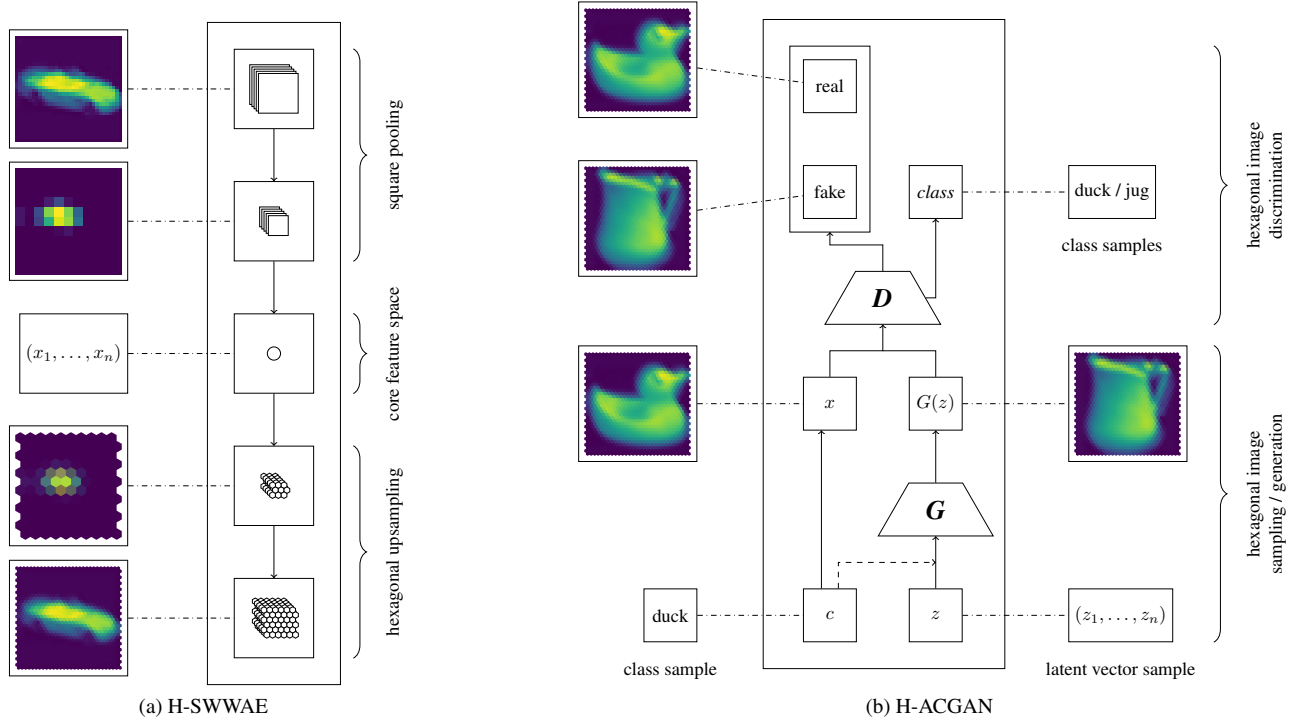 square pooling
(x₁, . . . , xₙ)
core feature space
hexagonal upsampling
(a) H-SWWAE
real
fake
class
duck / jug
class samples
hexagonal image
discrimination
D
x
G(z)
G
hexagonal image
sampling / generation
duck
c
z
(z₁, . . . , zₙ)
class sample
latent vector sample
(b) H-ACGAN